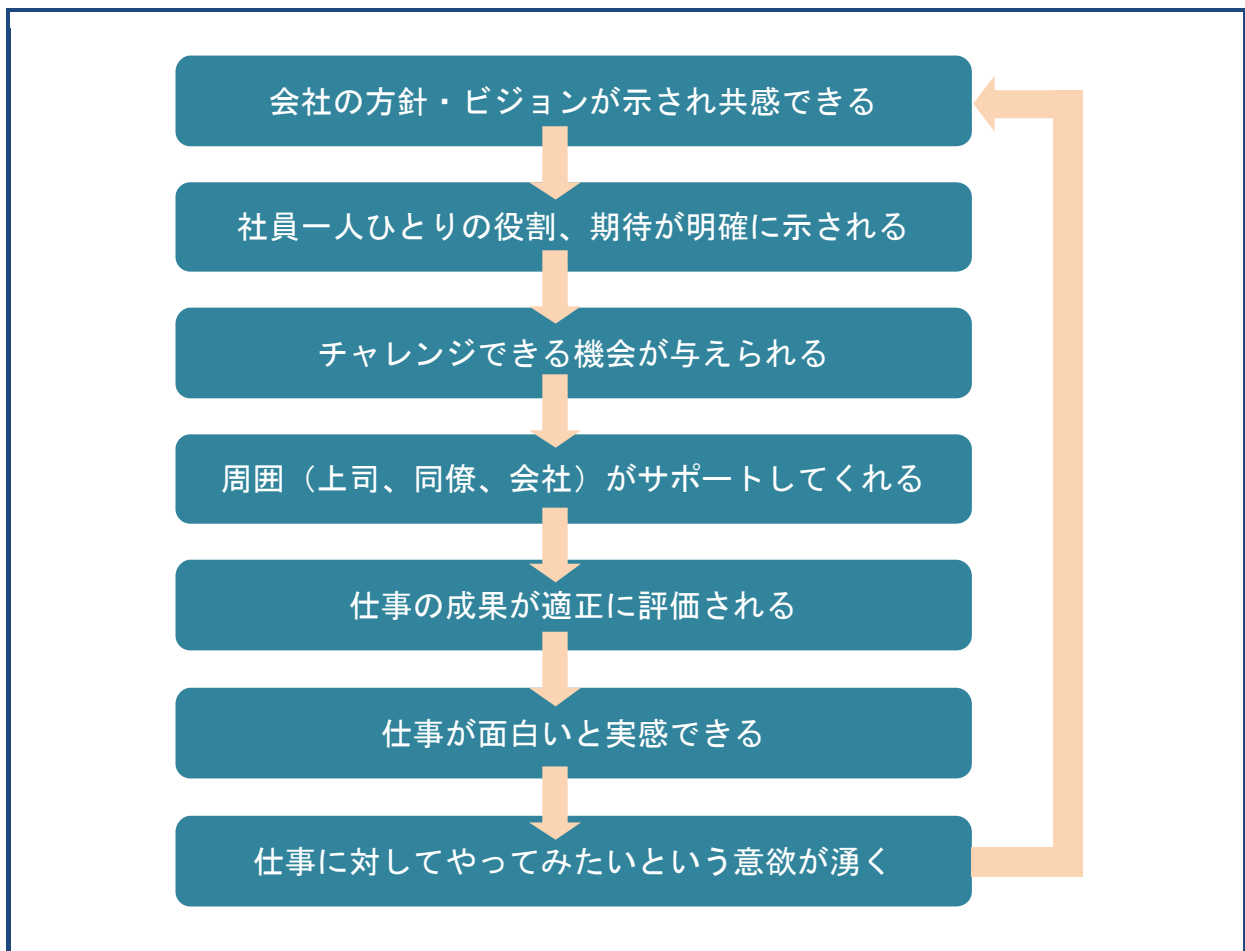 会社の方針・ビジョンが示され共感できる
社員一人ひとりの役割、期待が明確に示される
チャレンジできる機会が与えられる
周囲（上司、同僚、会社）がサポートしてくれる
仕事の成果が適正に評価される
仕事が面白いと実感できる
仕事に対してやってみたいという意欲が湧く